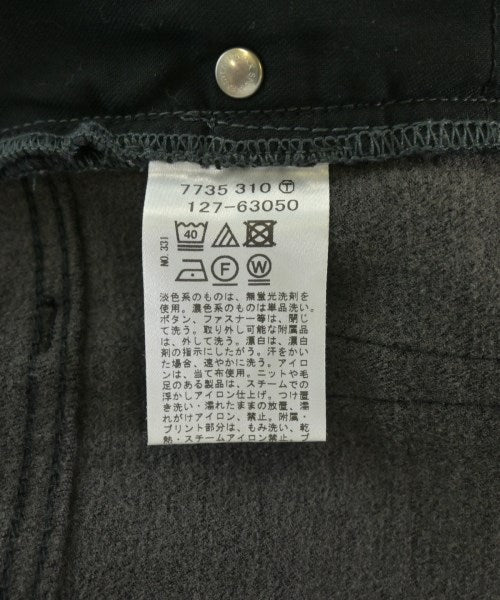 7735 310 Ⓣ
127-63050
NO.331
40
F W
淡色系のものは、無蛍光洗剤を
使用。濃色系のものは単品洗い。
ボタン、ファスナー等は、閉じ
て洗う。取り外し可能な附属品
は、外して洗う。漂白は、漂白
剤の指示にしたがう。汗をかい
た場合、速やかに洗う。アイロ
ンは、当て布使用。ニットや毛
足のある製品は、スチームでの
浮かしアイロン仕上げ。つけ置
き洗い・濡れたままの放置、濡
れがけアイロン、禁止。附属・
プリント部分は、もみ洗い、乾
熱・スチームアイロン禁止。プ